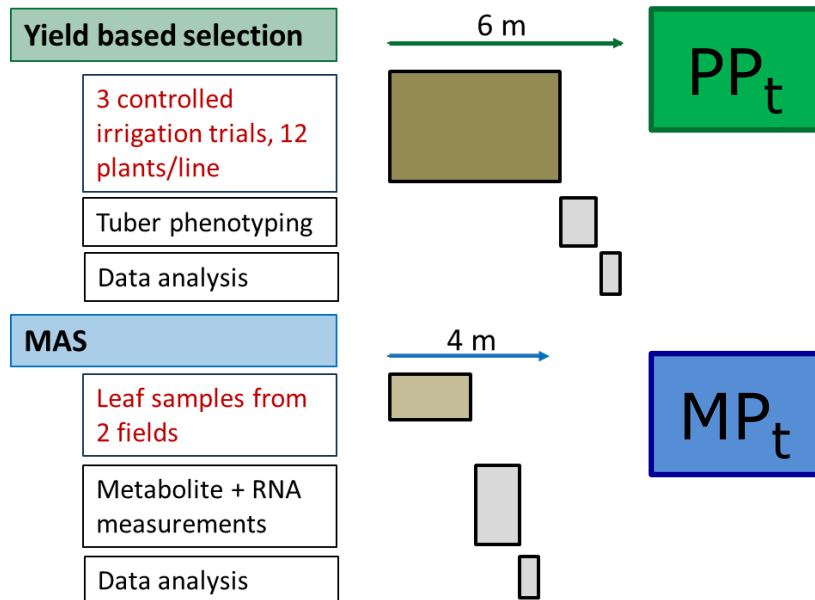 Yield based selection
6 m
PPt
3 controlled
irrigation trials, 12
plants/line
Tuber phenotyping
Data analysis
MAS
4 m
MPt
Leaf samples from
2 fields
Metabolite + RNA
measurements
Data analysis